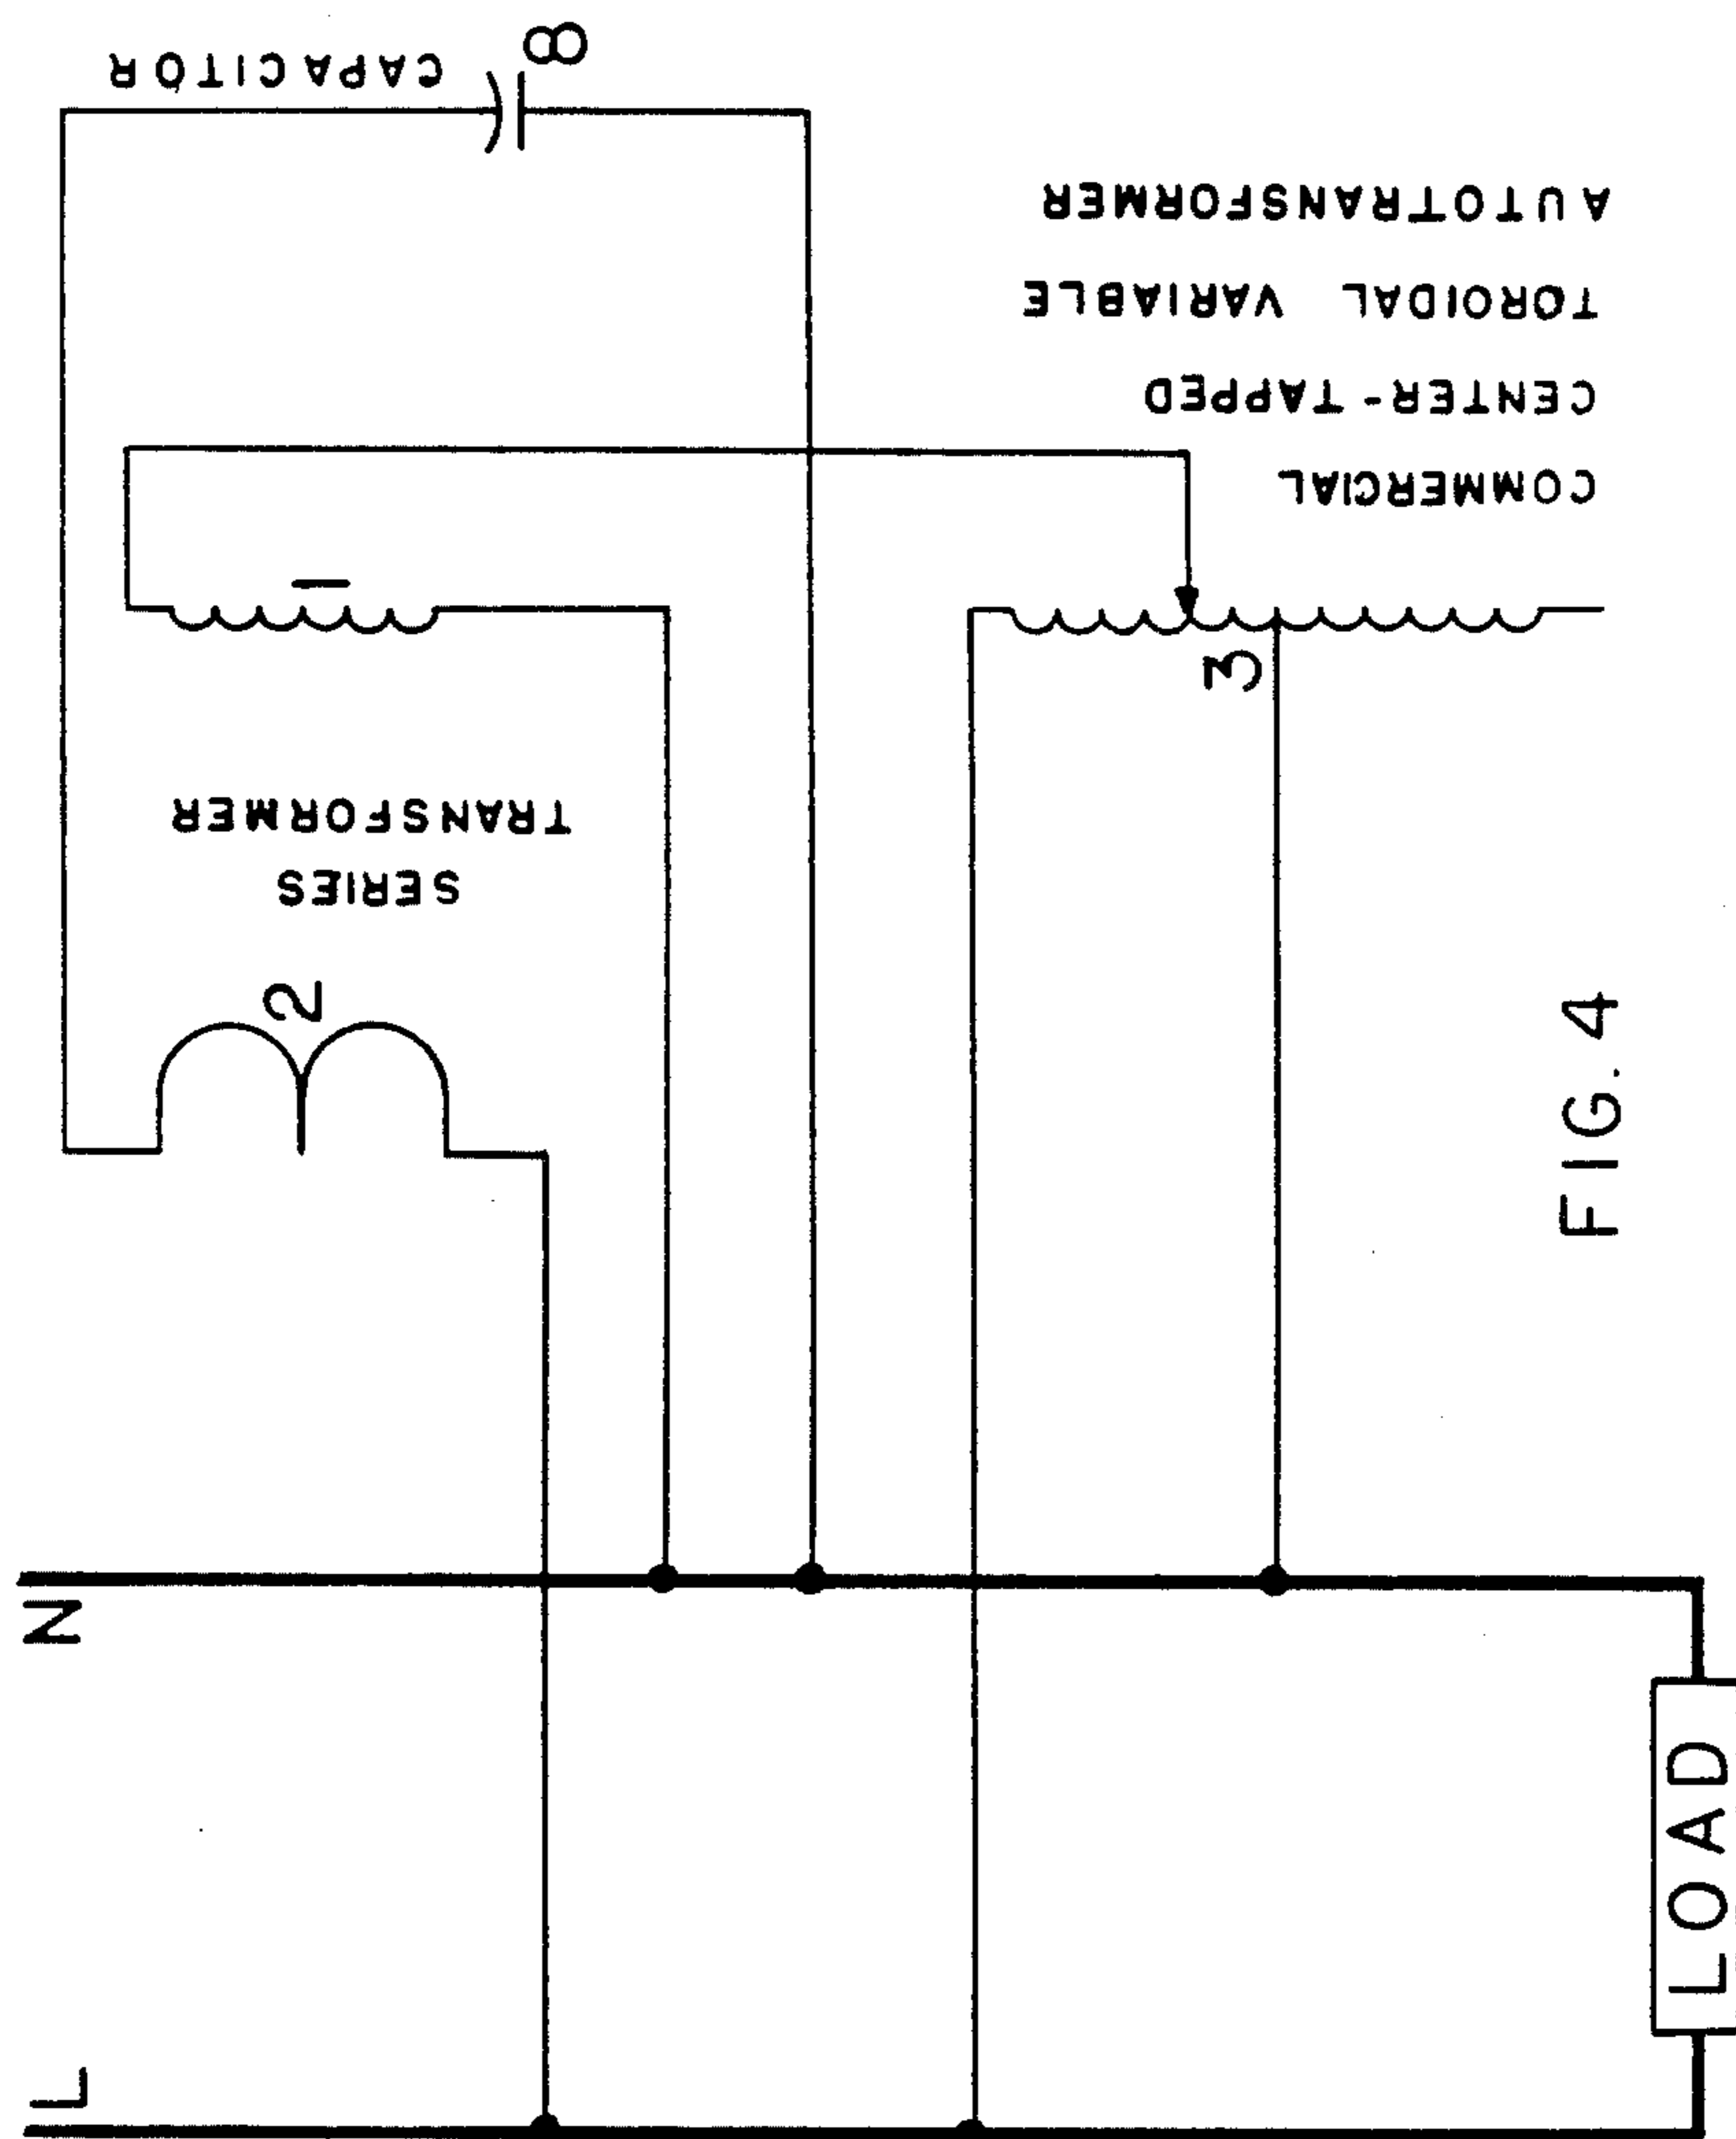 CAPACITOR
8
COMMERCIAL
CENTER-TAPPED
TOROIDAL VARIABLE
AUTOTRANSFORMER
1
3
SERIES
TRANSFORMER
2
FIG. 4
N
L
LOAD